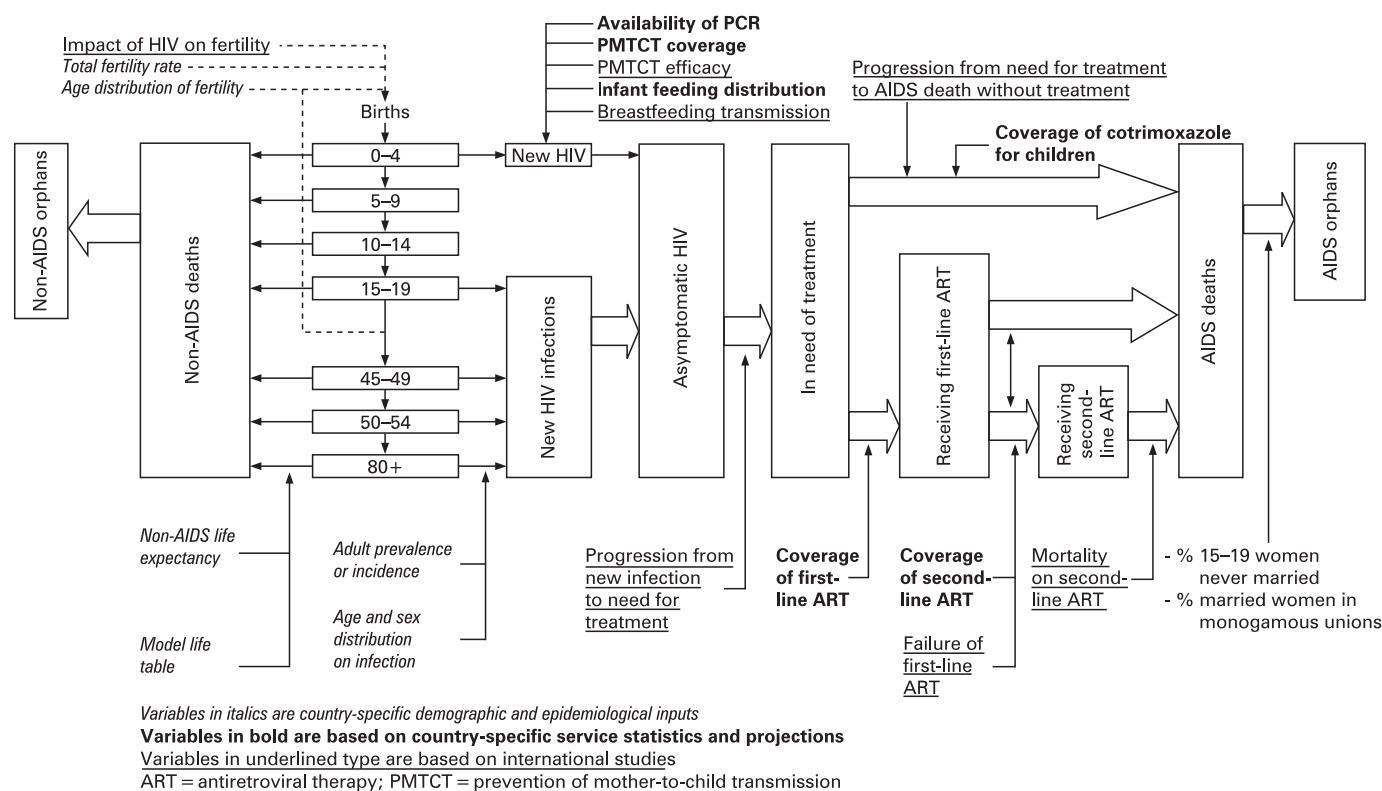 Impact of HIV on fertility
Total fertility rate
Age distribution of fertility
Births
Availability of PCR
PMTCT coverage
PMTCT efficacy
Infant feeding distribution
Breastfeeding transmission
Progression from need for treatment
to AIDS death without treatment
Coverage of cotrimoxazole
for children
Non-AIDS orphans
Non-AIDS deaths
0–4
5–9
10–14
15–19
45–49
50–54
80+
New HIV
New HIV infections
Asymptomatic HIV
In need of treatment
Receiving first-line ART
Receiving
second-
line ART
AIDS deaths
AIDS orphans
Non-AIDS life
expectancy
Model life
table
Adult prevalence
or incidence
Age and sex
distribution
on infection
Progression from
new infection
to need for
treatment
Coverage
of first-
line ART
Coverage
of second-
line ART
Failure of
first-line
ART
Mortality
on second-
line ART
- % 15–19 women
never married
- % married women in
monogamous unions
Variables in italics are country-specific demographic and epidemiological inputs
Variables in bold are based on country-specific service statistics and projections
Variables in underlined type are based on international studies
ART = antiretroviral therapy; PMTCT = prevention of mother-to-child transmission